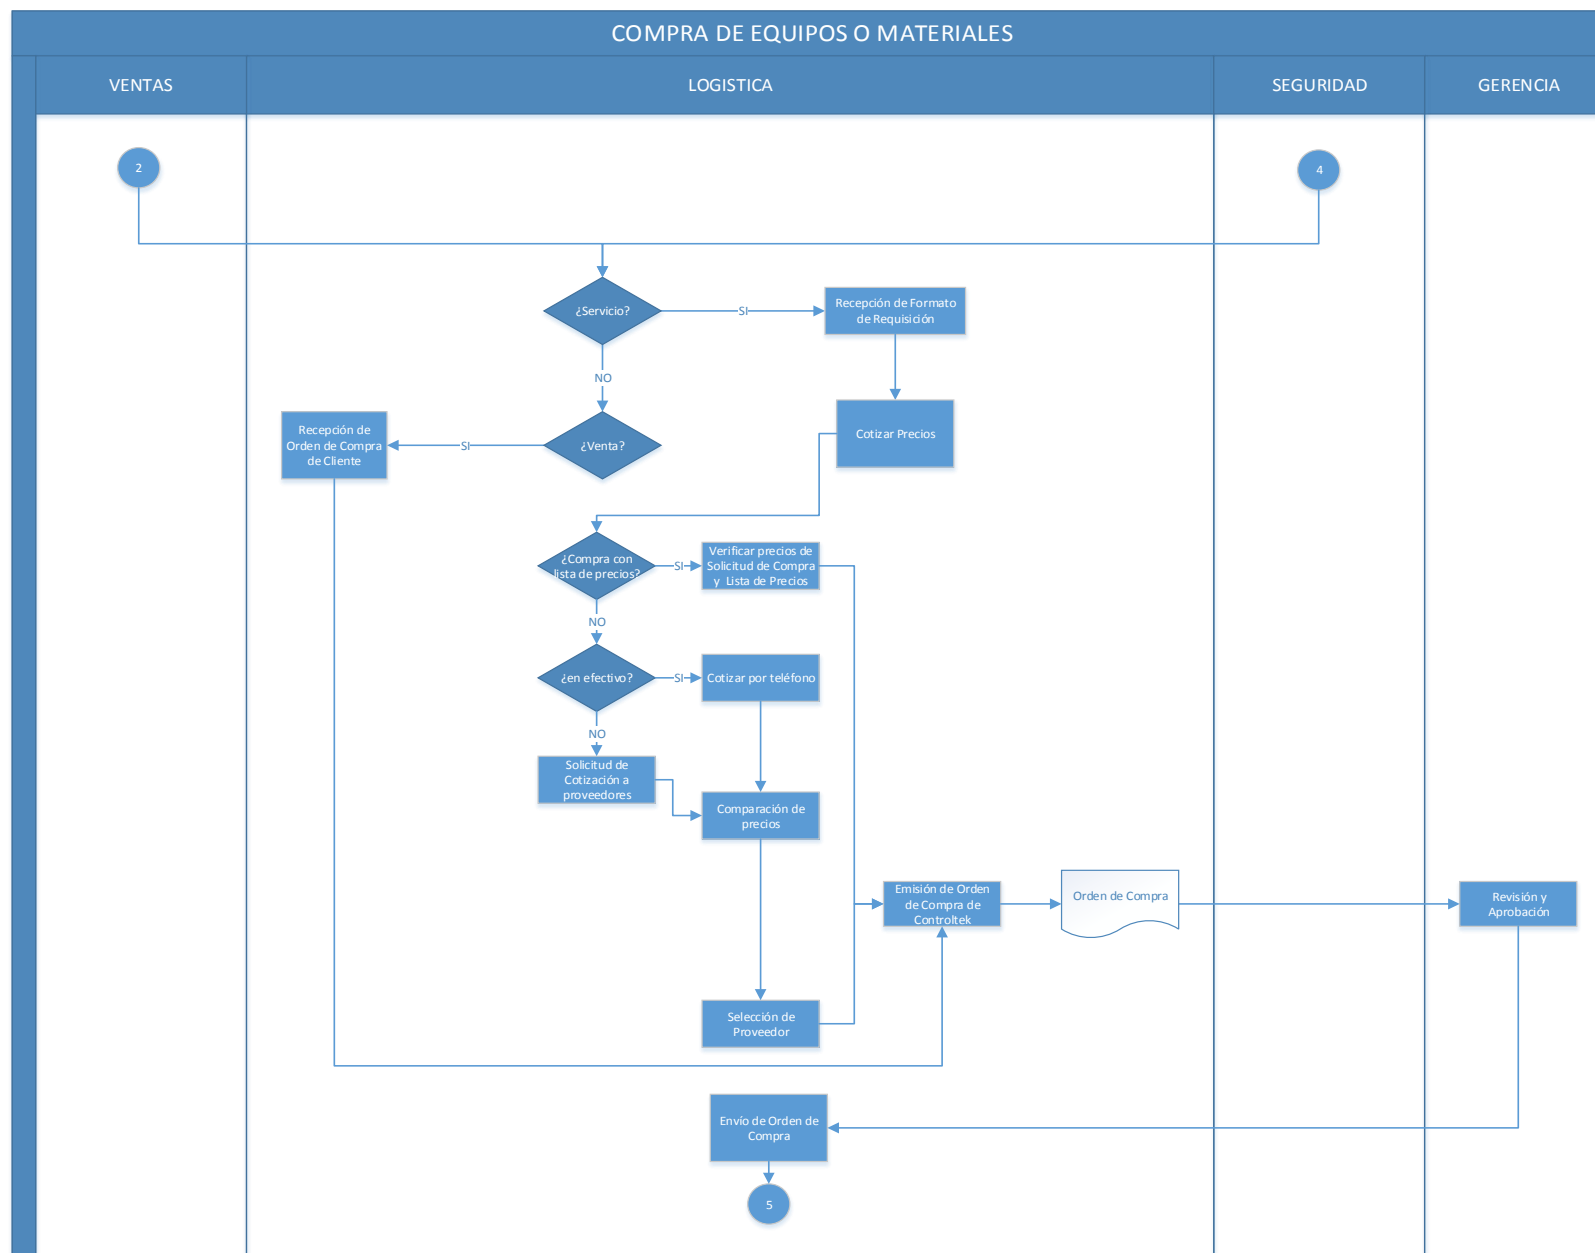 COMPRA DE EQUIPOS O MATERIALES
VENTAS
LOGISTICA
SEGURIDAD
GERENCIA
2
4
¿Servicio?
SI
Recepción de Formato
de Requisición
NO
Recepción de
Orden de Compra
de Cliente
SI
¿Venta?
Cotizar Precios
¿Compra con
lista de precios?
SI
Verificar precios de
Solicitud de Compra
y Lista de Precios
NO
¿en efectivo?
SI
Cotizar por teléfono
NO
Solicitud de
Cotización a
proveedores
Comparación de
precios
Emisión de Orden
de Compra de
Controltek
Orden de Compra
Revisión y
Aprobación
Selección de
Proveedor
Envío de Orden de
Compra
5